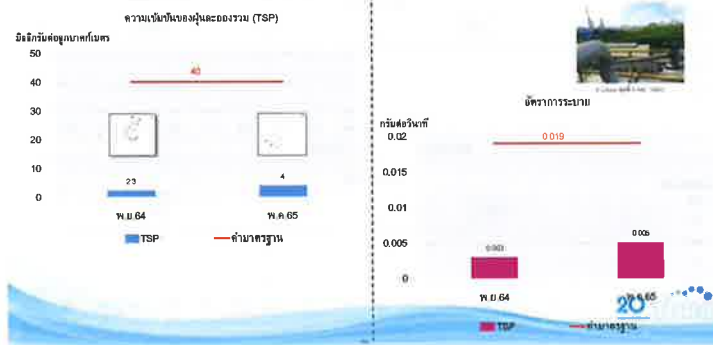 ความเข้มข้นของฝุ่นละอองรวม (TSP)
มิลลิกรัมต่อลูกบาศก์เมตร
50
40
30
20
10
0
40
2.3
4
พ.ย.64
พ.ค.65
TSP
ค่ามาตรฐาน
อัตราการระบาย
กรัมต่อวินาที
0.02
0.015
0.01
0.005
0
0.019
0.003
0.005
พ.ย.64
พ.ค.65
20
TSP
ค่ามาตรฐาน